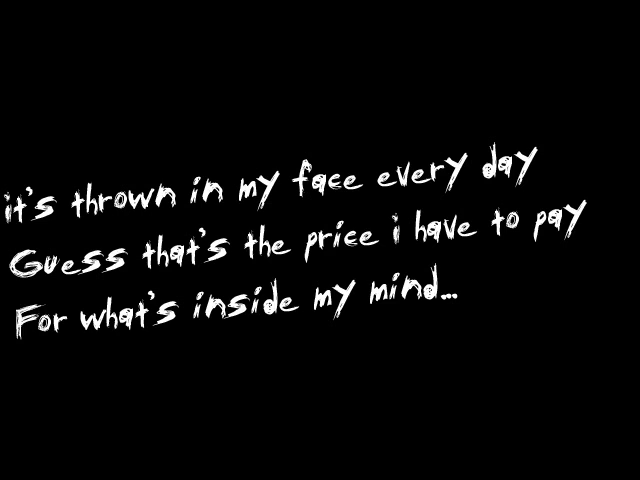 it's thrown in my face every day
Guess that's the price i have to pay
For what's inside my mind...